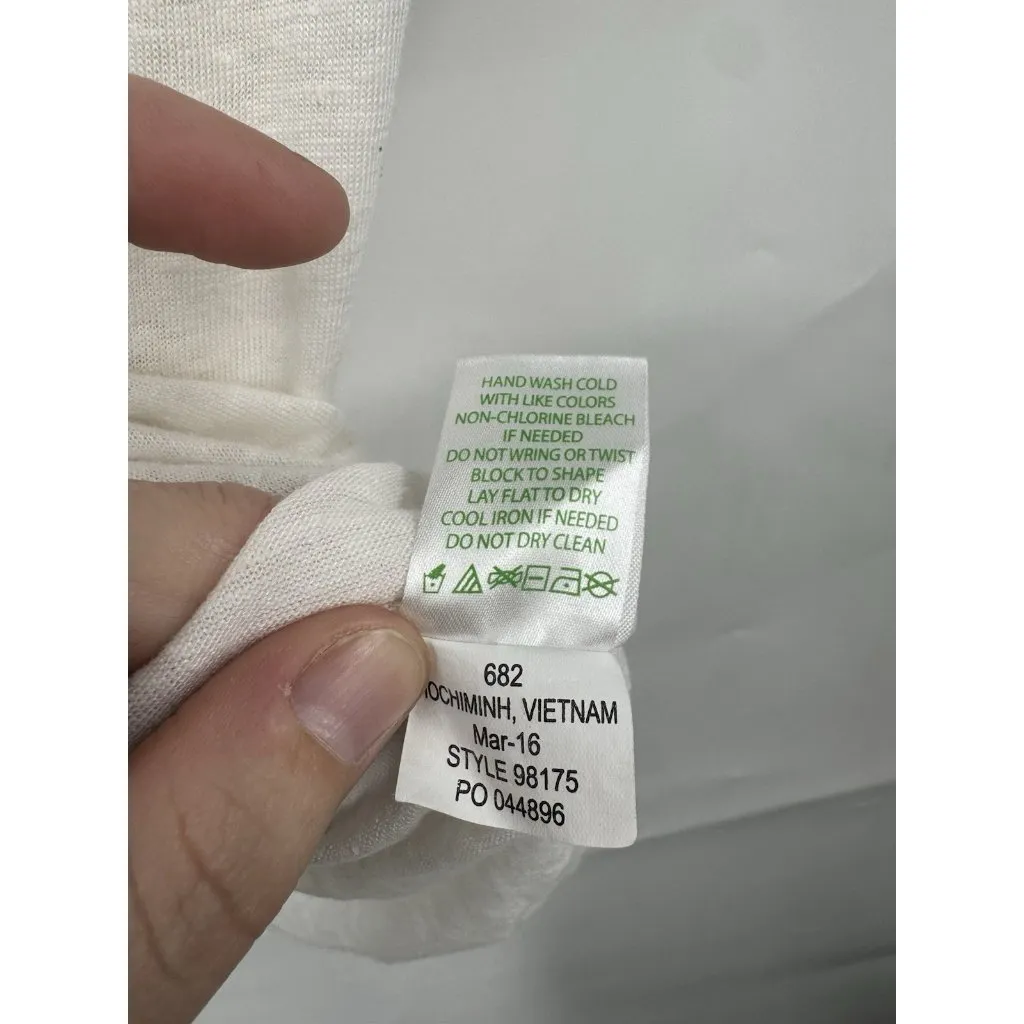 HAND WASH COLD
WITH LIKE COLORS
NON-CHLORINE BLEACH
IF NEEDED
DO NOT WRING OR TWIST
BLOCK TO SHAPE
LAY FLAT TO DRY
COOL IRON IF NEEDED
DO NOT DRY CLEAN
682
OCHIMINH, VIETNAM
Mar-16
STYLE 98175
PO 044896